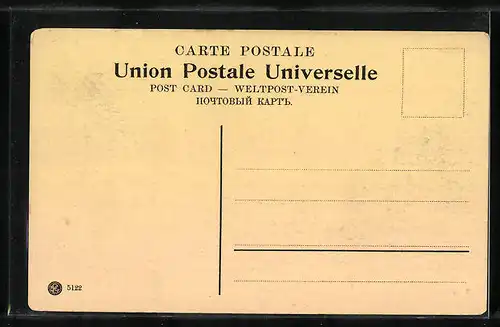 CARTE POSTALE
Union Postale Universelle
POST CARD — WELTPOST-VEREIN
ПОЧТОВЫЙ КАРТЪ.
5122